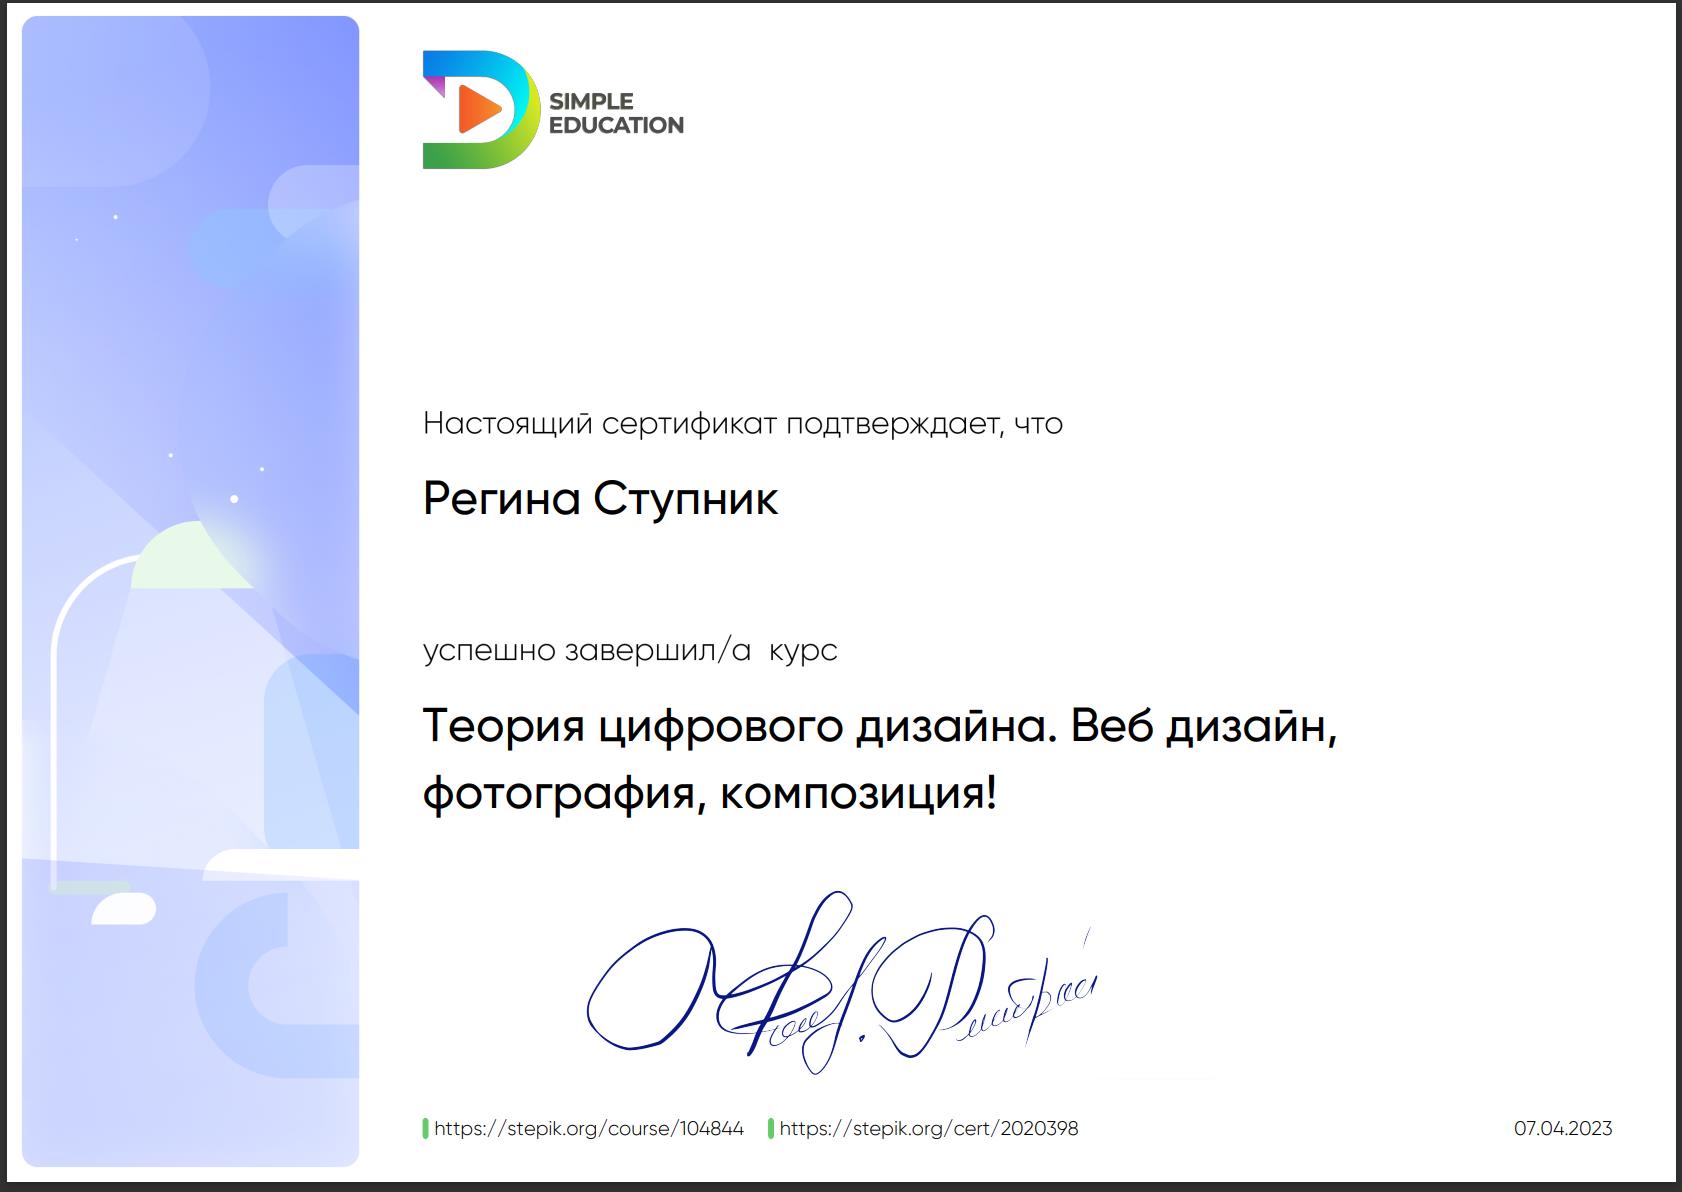 SIMPLE
EDUCATION
Настоящий сертификат подтверждает, что
Регина Ступник
успешно завершил/а  курс
Теория цифрового дизайна. Веб дизайн,
фотография, композиция!
https://stepik.org/course/104844
https://stepik.org/cert/2020398
07.04.2023